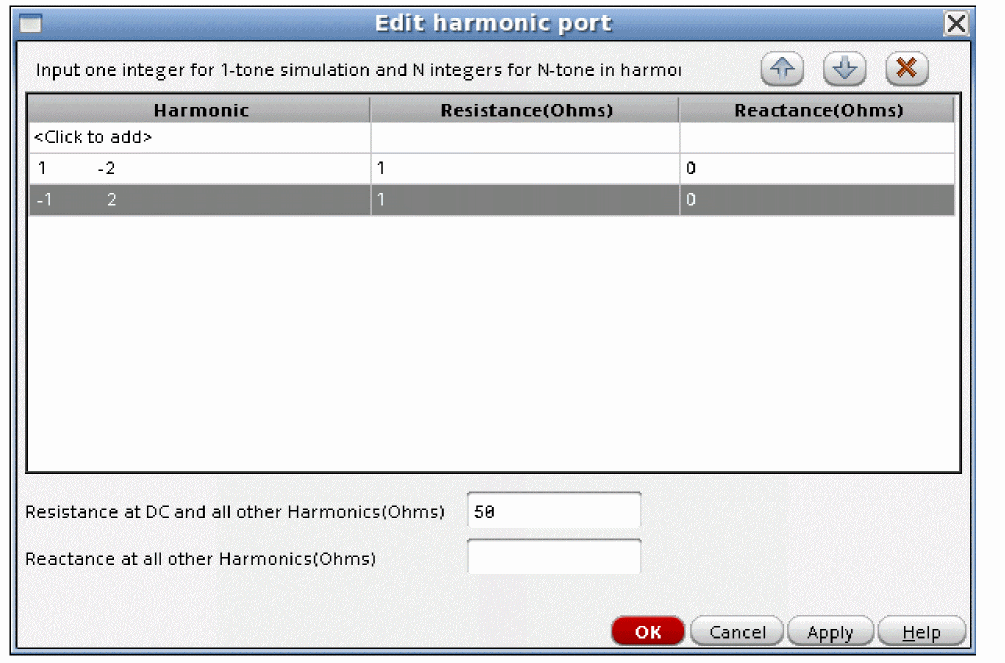 Edit harmonic port
Input one integer for 1-tone simulation and N integers for N-tone in
Harmonic Resistance(Ohms) Reactance(Ohms)
<Click to add>
1 -2 1 0
-1 2 1 0
Resistance at DC and all other Harmonics(Ohms) 50
Reactance at all other Harmonics(Ohms)
OK Cancel Apply Help